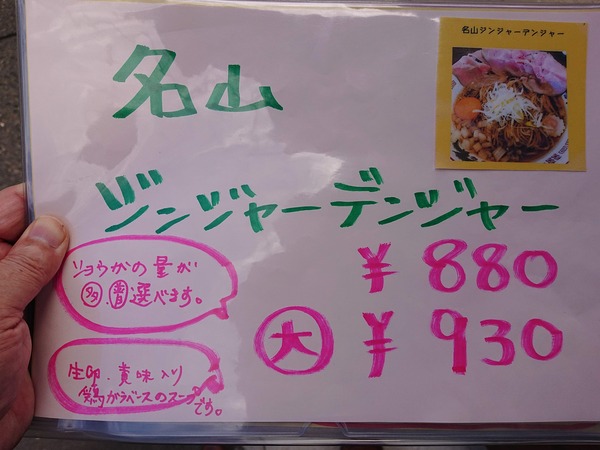 名山ジンジャーデンジャー
名山
ジンジャーデンジャー
ショウガの量が
多 普 選べます。
¥880
大 ¥930
生卵、黄味入り
鶏ガラベースのスープです。